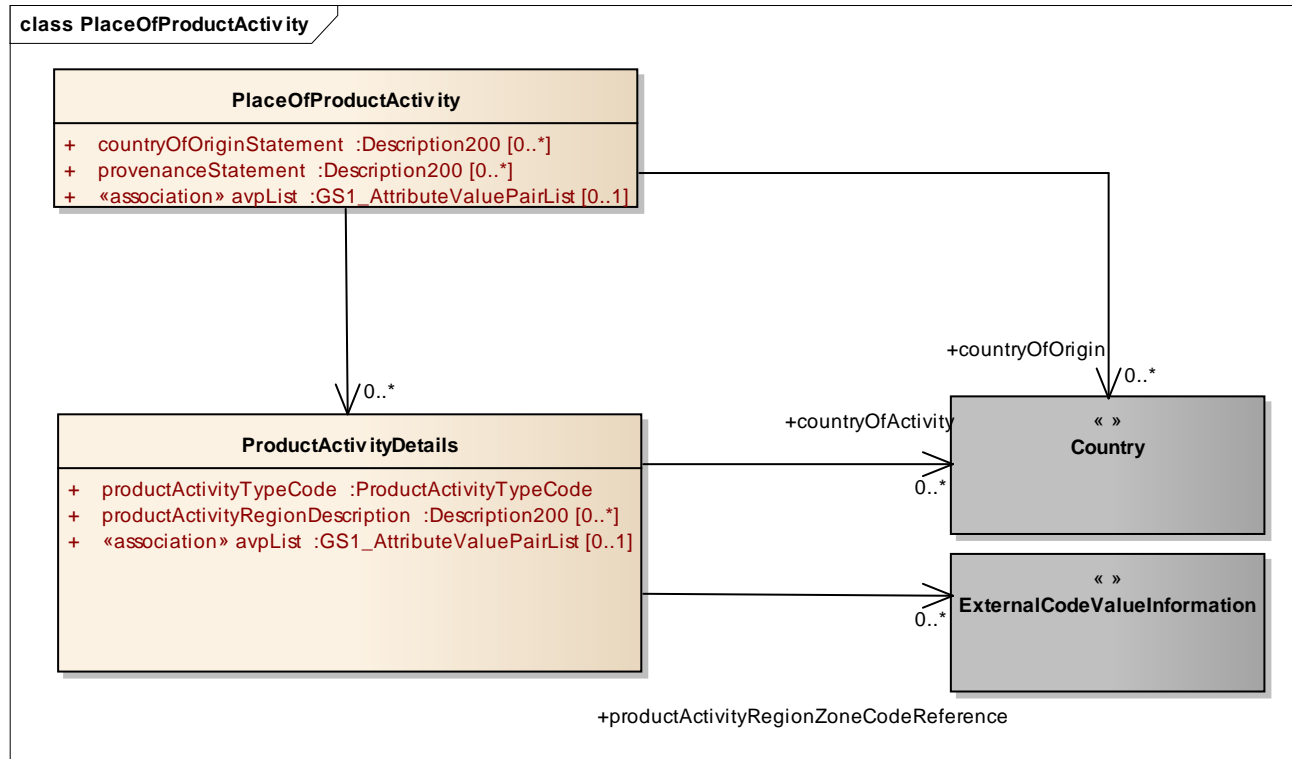 class PlaceOfProductActivity
PlaceOfProductActivity
+ countryOfOriginStatement :Description200 [0..*]
+ provenanceStatement :Description200 [0..*]
+ «association» avpList :GS1_AttributeValuePairList [0..1]
+countryOfOrigin
0..*
0..*
ProductActivityDetails
+ productActivityTypeCode :ProductActivityTypeCode
+ productActivityRegionDescription :Description200 [0..*]
+ «association» avpList :GS1_AttributeValuePairList [0..1]
+countryOfActivity
0..*
« »
Country
0..*
« »
ExternalCodeValueInformation
+productActivityRegionZoneCodeReference